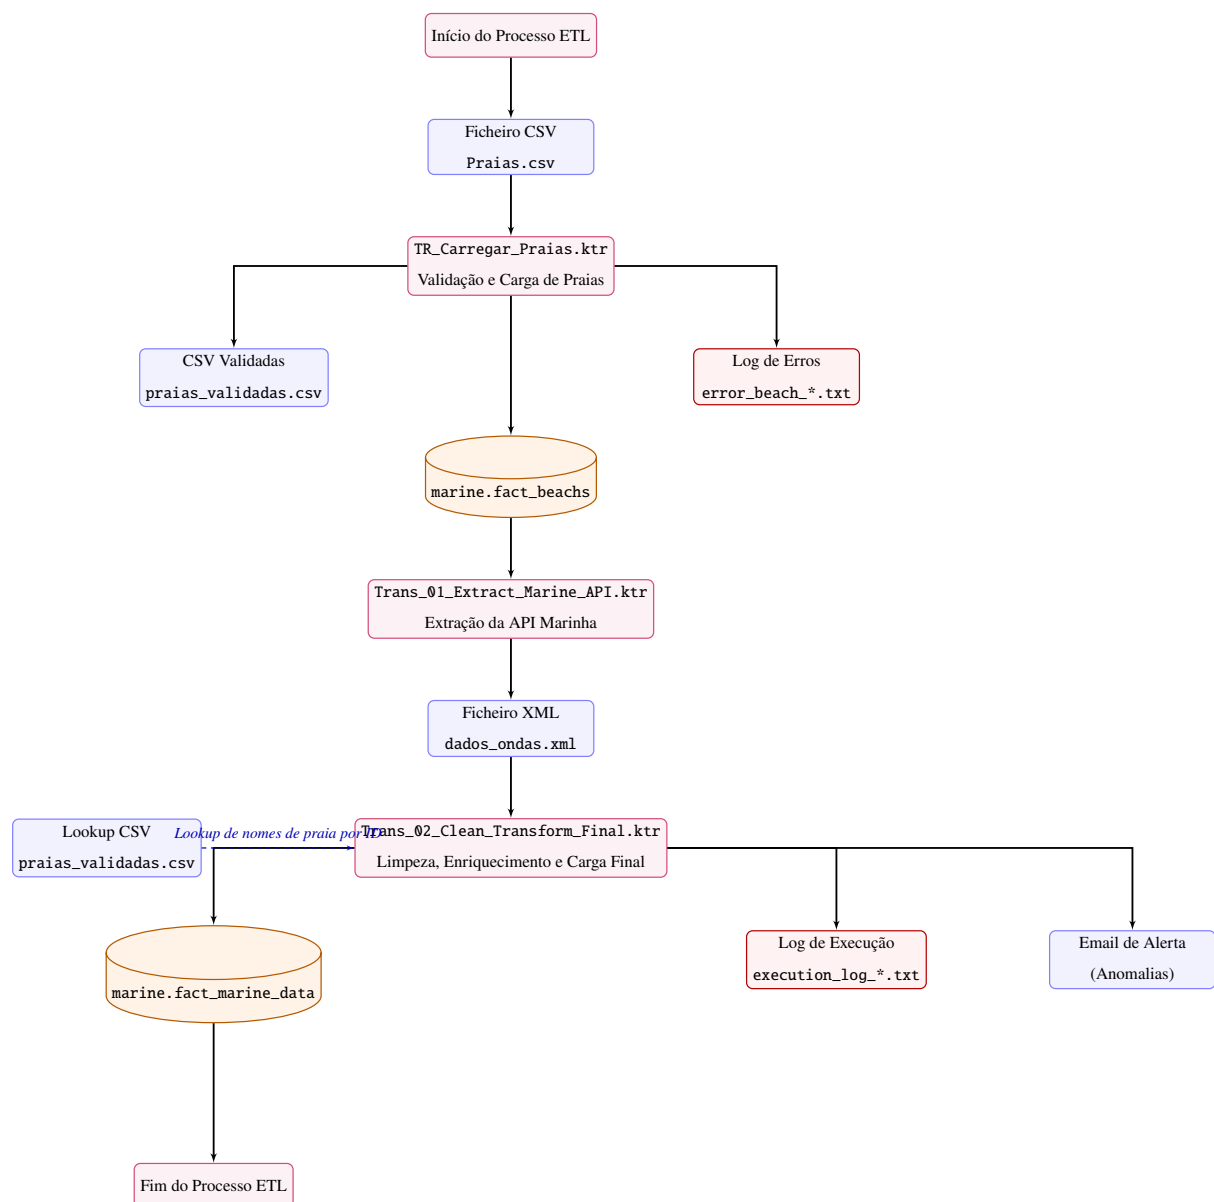 Início do Processo ETL
Ficheiro CSV
Praias.csv
TR_Carregar_Praias.ktr
Validação e Carga de Praias
CSV Validadas
praias_validadas.csv
Log de Erros
error_beach_*.txt
marine.fact_beachs
Trans_01_Extract_Marine_API.ktr
Extração da API Marinha
Ficheiro XML
dados_ondas.xml
Lookup CSV
praias_validadas.csv
Lookup de nomes de praia por ID
Trans_02_Clean_Transform_Final.ktr
Limpeza, Enriquecimento e Carga Final
marine.fact_marine_data
Log de Execução
execution_log_*.txt
Email de Alerta
(Anomalias)
Fim do Processo ETL